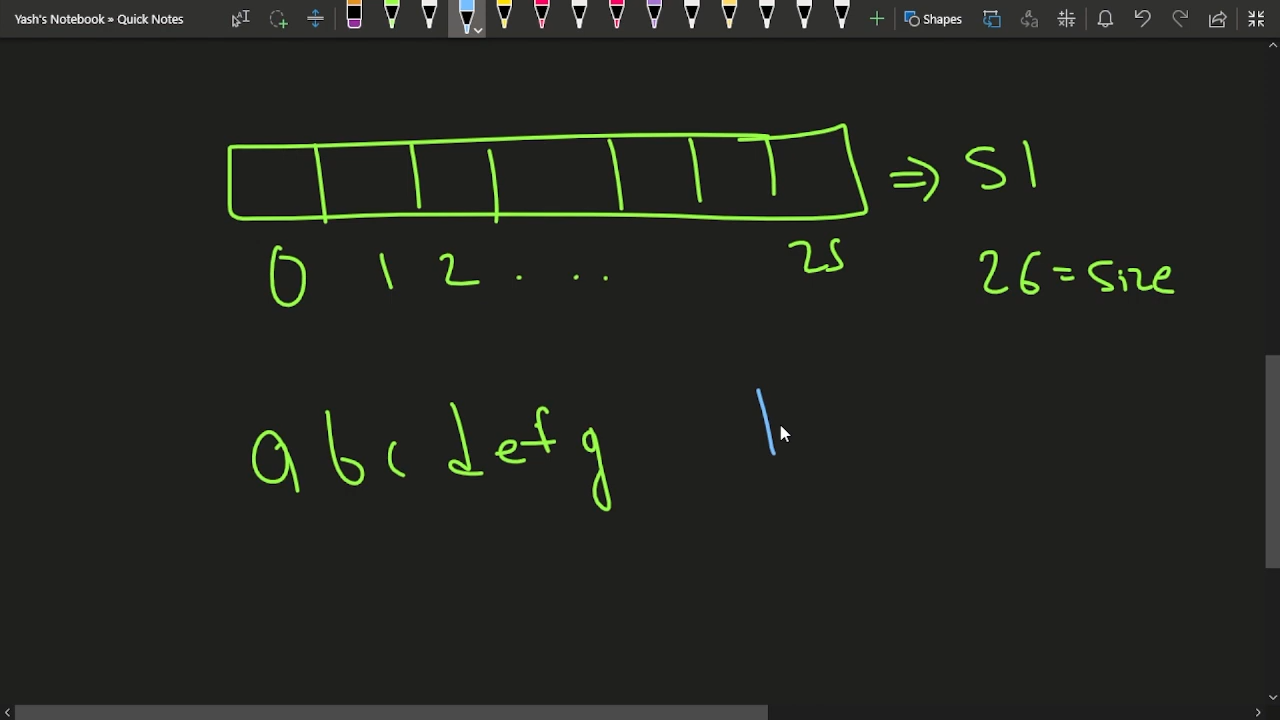 Yash's Notebook » Quick Notes
Shapes
⇒ S1
0 1 2 . . . 25
26 = size
a b c d e f g